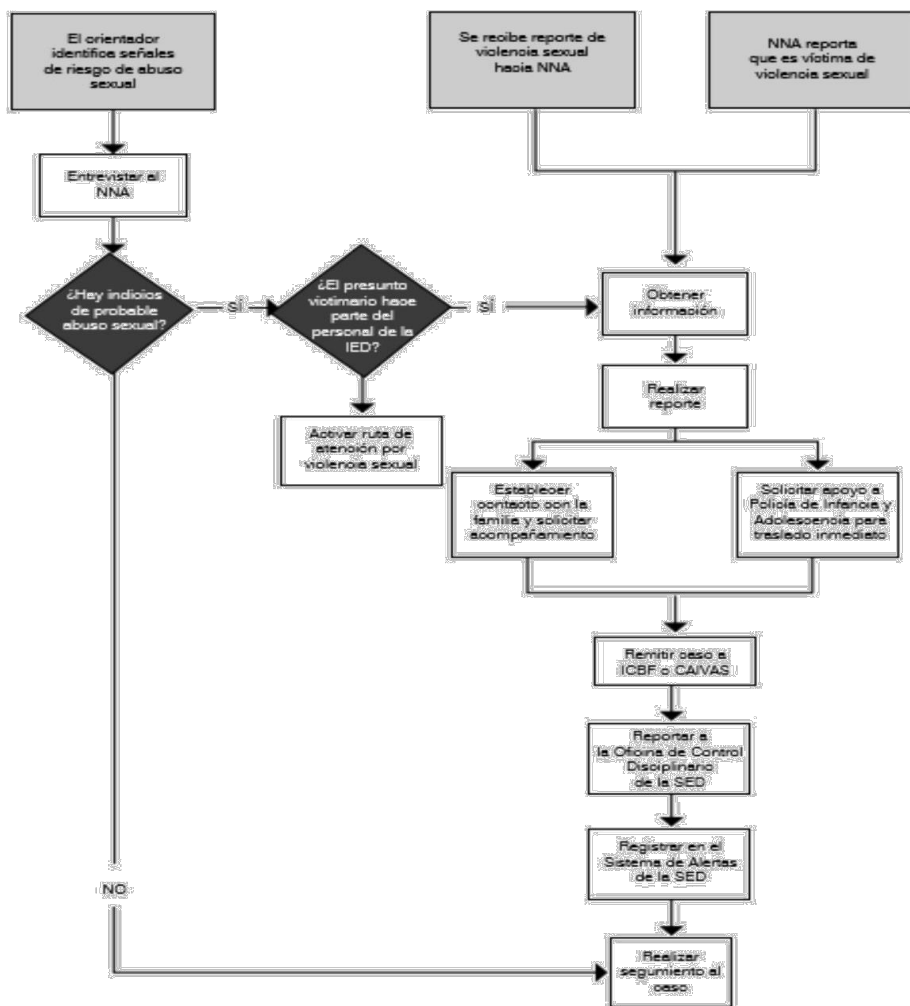 El orientador
identifica señales
de riesgo de abuso
sexual
Se recibe reporte de
violencia sexual
hacia NNA
NNA reporta
que es víctima de
violencia sexual
Entrevistar al
NNA
¿Hay indicios
de probable
abuso sexual?
SÍ
¿El presunto
victimario hace
parte del
personal de la
IED?
SÍ
Obtener
información
Realizar
reporte
Activar ruta de
atención por
violencia sexual
Establecer
contacto con la
familia y solicitar
acompañamiento
Solicitar apoyo a
Policía de Infancia y
Adolescencia para
traslado inmediato
Remitir caso a
ICBF o CAIVAS
Reportar a
la Oficina de Control
Disciplinario
de la SED
Registrar en el
Sistema de Alertas
de la SED
NO
Realizar
seguimiento al
caso